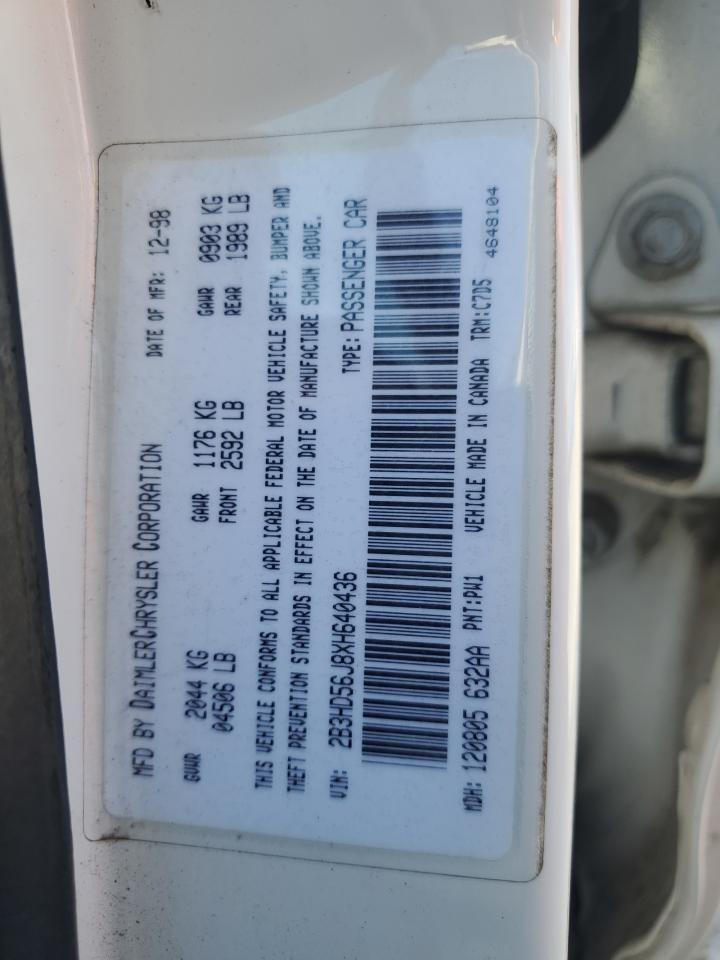 MFD BY DAIMLERCHRYSLER CORPORATION DATE OF MFR: 12-98
GVWR 2044 KG GAWR 1176 KG GAWR 0903 KG
04506 LB FRONT 2592 LB REAR 1989 LB
THIS VEHICLE CONFORMS TO ALL APPLICABLE FEDERAL MOTOR VEHICLE SAFETY, BUMPER AND
THEFT PREVENTION STANDARDS IN EFFECT ON THE DATE OF MANUFACTURE SHOWN ABOVE.
VIN: 2B3HD56J8XH640436 TYPE: PASSENGER CAR
MDH: 120805 632AA PNT:PW1 VEHICLE MADE IN CANADA TRM:C7D5
4648104